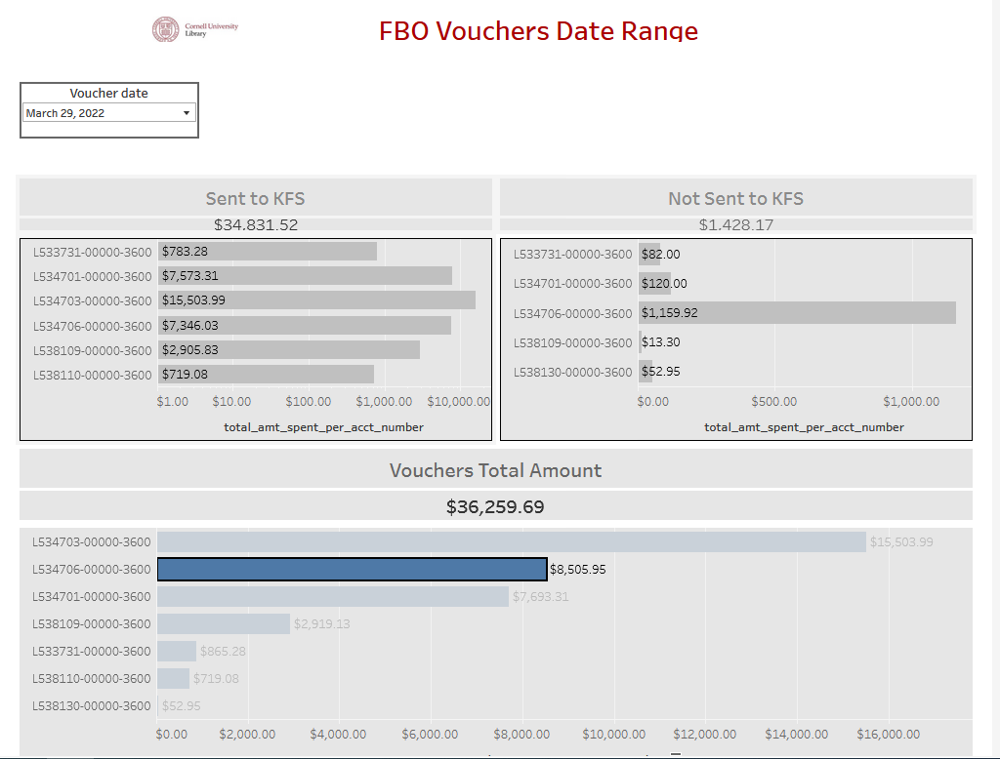 Cornell University
Library
FBO Vouchers Date Range
Voucher date
March 29, 2022
Sent to KFS
$34,831.52
L533731-00000-3600 $783.28
L534701-00000-3600 $7,573.31
L534703-00000-3600 $15,503.99
L534706-00000-3600 $7,346.03
L538109-00000-3600 $2,905.83
L538110-00000-3600 $719.08
$1.00 $10.00 $100.00 $1,000.00 $10,000.00
total_amt_spent_per_acct_number
Not Sent to KFS
$1,428.17
L533731-00000-3600 $82.00
L534701-00000-3600 $120.00
L534706-00000-3600 $1,159.92
L538109-00000-3600 $13.30
L538130-00000-3600 $52.95
$0.00 $500.00 $1,000.00
total_amt_spent_per_acct_number
Vouchers Total Amount
$36,259.69
L534703-00000-3600 $15,503.99
L534706-00000-3600 $8,505.95
L534701-00000-3600 $7,693.31
L538109-00000-3600 $2,919.13
L533731-00000-3600 $865.28
L538110-00000-3600 $719.08
L538130-00000-3600 $52.95
$0.00 $2,000.00 $4,000.00 $6,000.00 $8,000.00 $10,000.00 $12,000.00 $14,000.00 $16,000.00